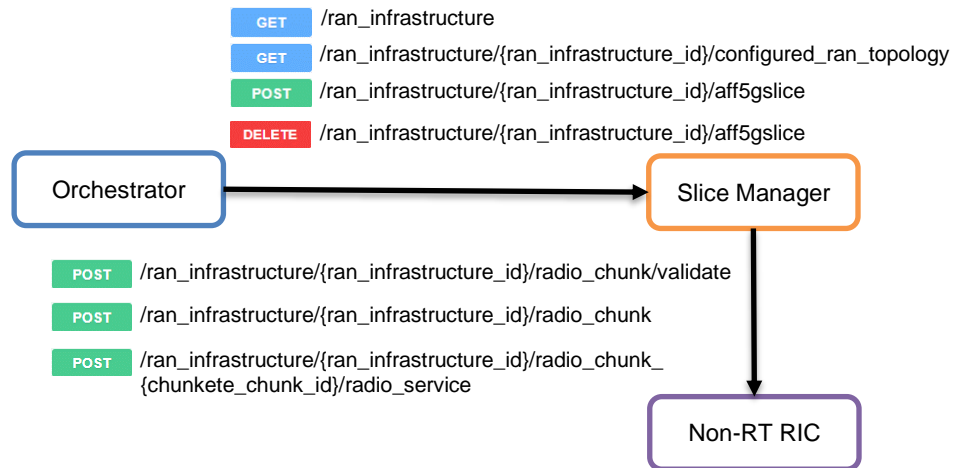 GET /ran_infrastructure
GET /ran_infrastructure/{ran_infrastructure_id}/configured_ran_topology
POST /ran_infrastructure/{ran_infrastructure_id}/aff5gslice
DELETE /ran_infrastructure/{ran_infrastructure_id}/aff5gslice
Orchestrator
Slice Manager
POST /ran_infrastructure/{ran_infrastructure_id}/radio_chunk/validate
POST /ran_infrastructure/{ran_infrastructure_id}/radio_chunk
POST /ran_infrastructure/{ran_infrastructure_id}/radio_chunk_
{chunkete_chunk_id}/radio_service
Non-RT RIC